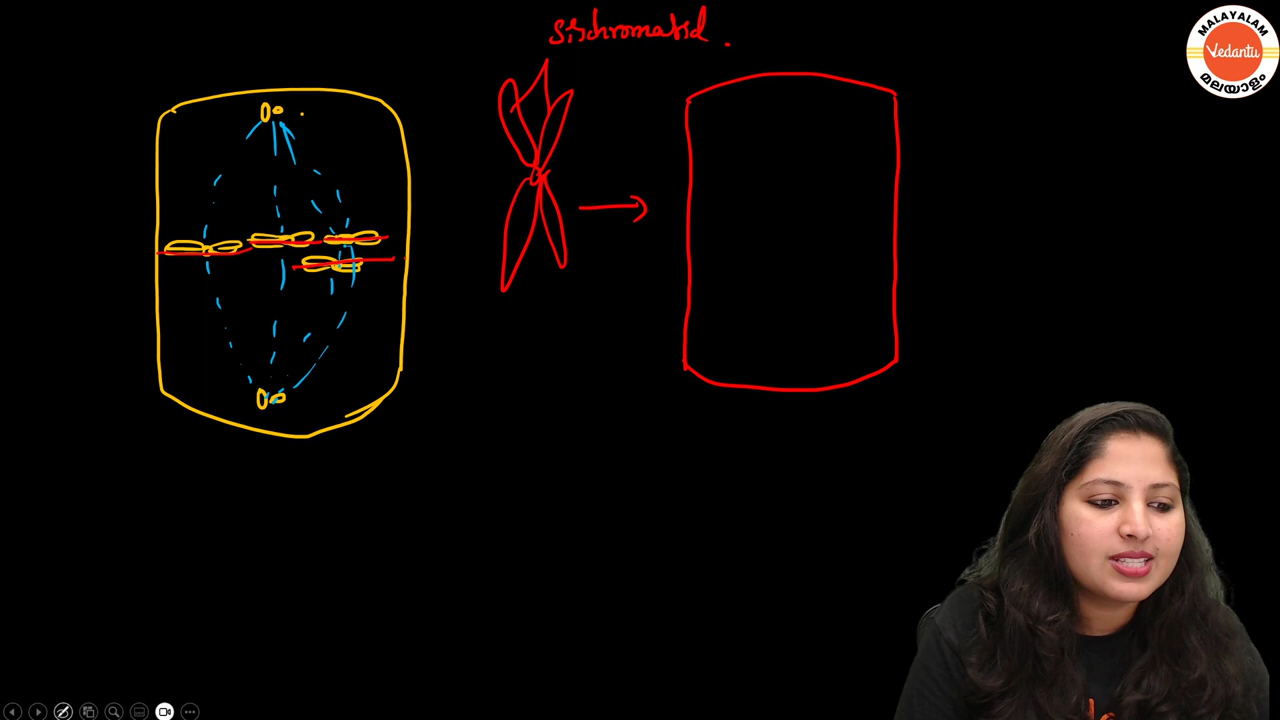 sischromatid .
MALAYALAM
Vedantu
മലയാളം